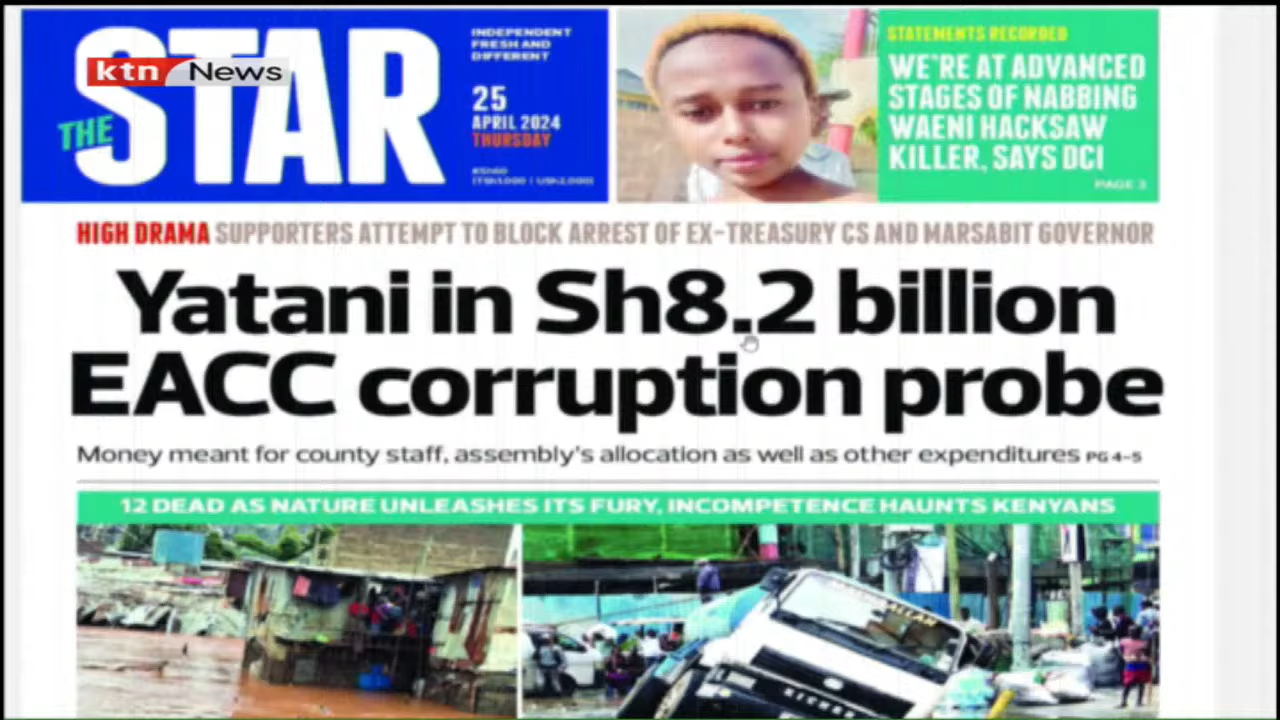 ktn News
THE STAR
INDEPENDENT
FRESH AND
DIFFERENT
25
APRIL 2024
THURSDAY
STATEMENTS RECORDED
WE'RE AT ADVANCED
STAGES OF NABBING
WAENI HACKSAW
KILLER, SAYS DCI
PAGE 3
HIGH DRAMA SUPPORTERS ATTEMPT TO BLOCK ARREST OF EX-TREASURY CS AND MARSABIT GOVERNOR
Yatani in Sh8.2 billion
EACC corruption probe
Money meant for county staff, assembly's allocation as well as other expenditures PG 4-5
12 DEAD AS NATURE UNLEASHES ITS FURY, INCOMPETENCE HAUNTS KENYANS